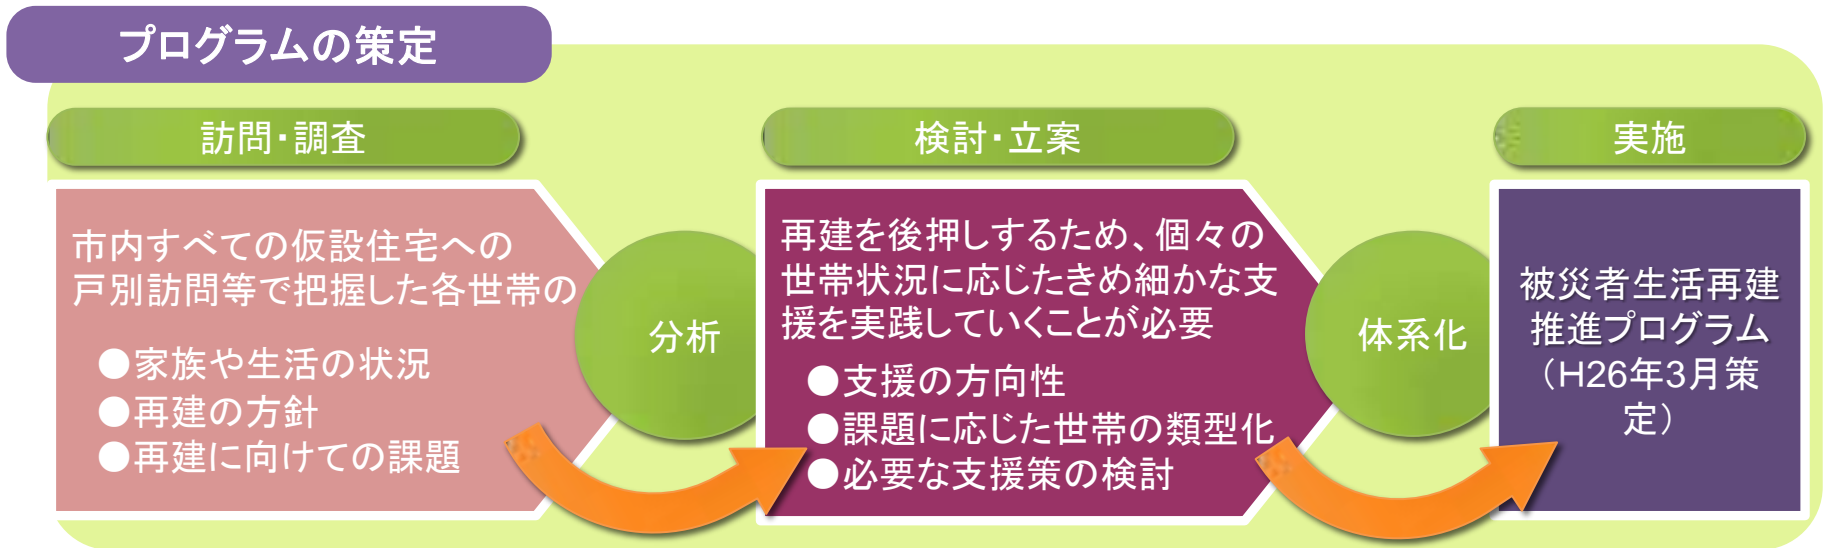 プログラムの策定
訪問・調査
市内すべての仮設住宅への
戸別訪問等で把握した各世帯の
●家族や生活の状況
●再建の方針
●再建に向けての課題
分析
検討・立案
再建を後押しするため、個々の
世帯状況に応じたきめ細かな支
援を実践していくことが必要
●支援の方向性
●課題に応じた世帯の類型化
●必要な支援策の検討
体系化
実施
被災者生活再建
推進プログラム
（H26年3月策
定）